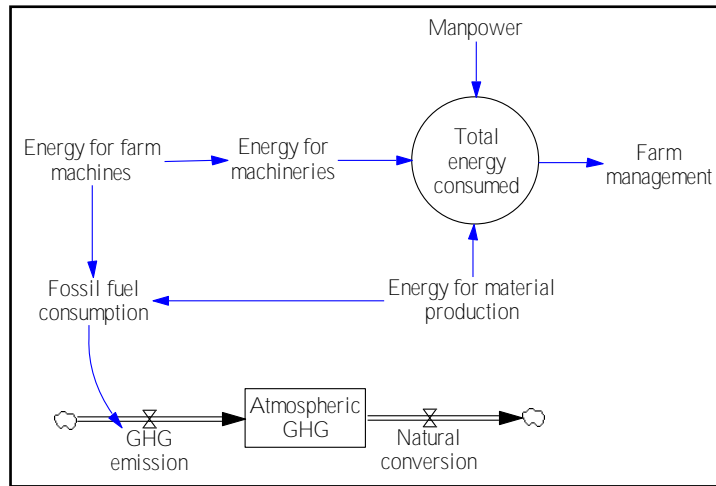 Manpower
Energy for farm
machines
Energy for
machineries
Total
energy
consumed
Farm
management
Fossil fuel
consumption
Energy for material
production
Atmospheric
GHG
GHG
emission
Natural
conversion